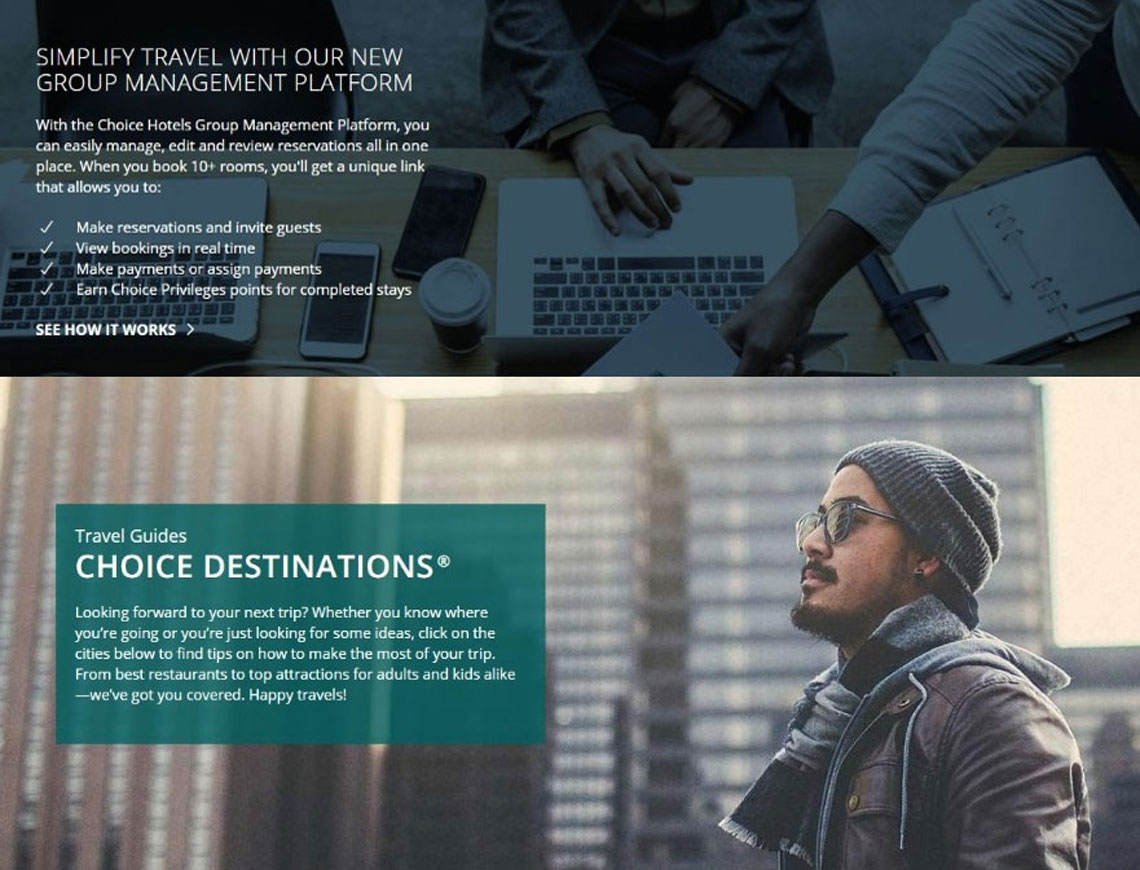 SIMPLIFY TRAVEL WITH OUR NEW
GROUP MANAGEMENT PLATFORM
With the Choice Hotels Group Management Platform, you
can easily manage, edit and review reservations all in one
place. When you book 10+ rooms, you'll get a unique link
that allows you to:
✓ Make reservations and invite guests
✓ View bookings in real time
✓ Make payments or assign payments
✓ Earn Choice Privileges points for completed stays
SEE HOW IT WORKS >
Travel Guides
CHOICE DESTINATIONS®
Looking forward to your next trip? Whether you know where
you’re going or you’re just looking for some ideas, click on the
cities below to find tips on how to make the most of your trip.
From best restaurants to top attractions for adults and kids alike
—we’ve got you covered. Happy travels!